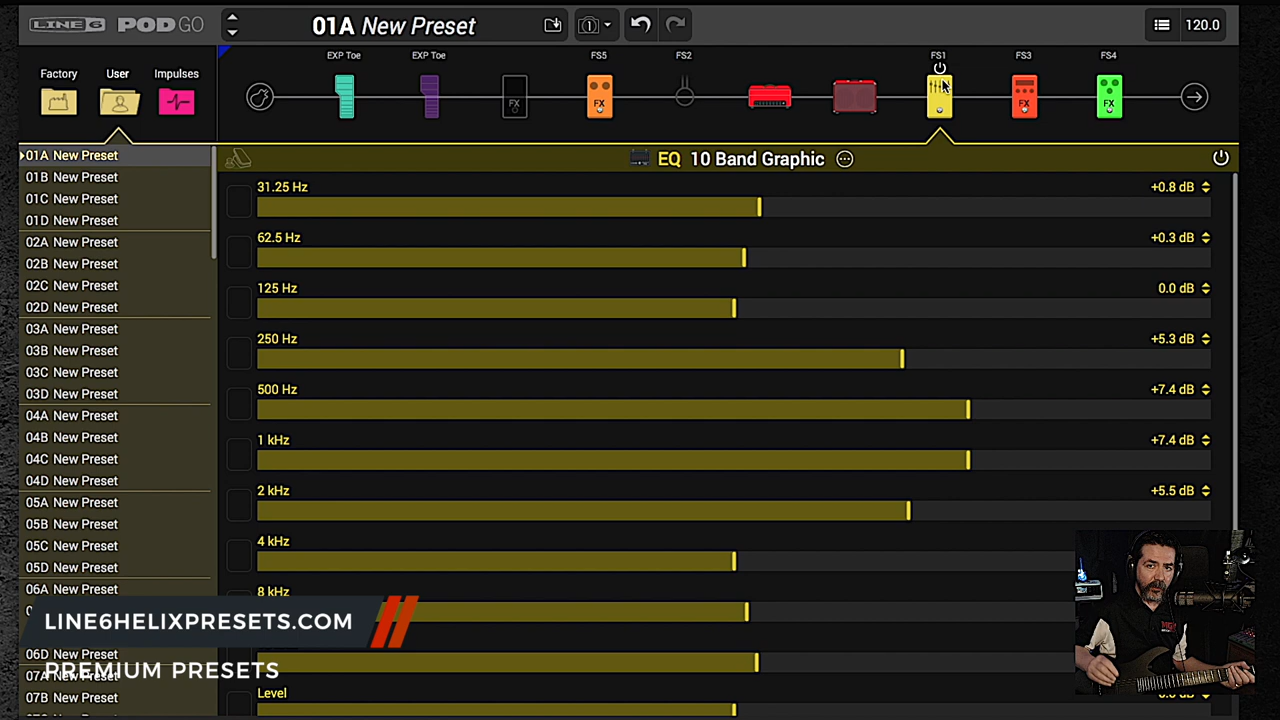 LINE 6 POD GO
01A New Preset
120.0
Factory User Impulses
EXP Toe EXP Toe FS5 FS2 FS1 FS3 FS4
FX FX FX FX
EQ 10 Band Graphic
01A New Preset
01B New Preset
01C New Preset
01D New Preset
02A New Preset
02B New Preset
02C New Preset
02D New Preset
03A New Preset
03B New Preset
03C New Preset
03D New Preset
04A New Preset
04B New Preset
04C New Preset
04D New Preset
05A New Preset
05B New Preset
05C New Preset
05D New Preset
06A New Preset
06D New Preset
07A New Preset
07B New Preset
31.25 Hz +0.8 dB
62.5 Hz +0.3 dB
125 Hz 0.0 dB
250 Hz +5.3 dB
500 Hz +7.4 dB
1 kHz +7.4 dB
2 kHz +5.5 dB
4 kHz
8 kHz
Level
LINE6HELIXPRESETS.COM
PREMIUM PRESETS